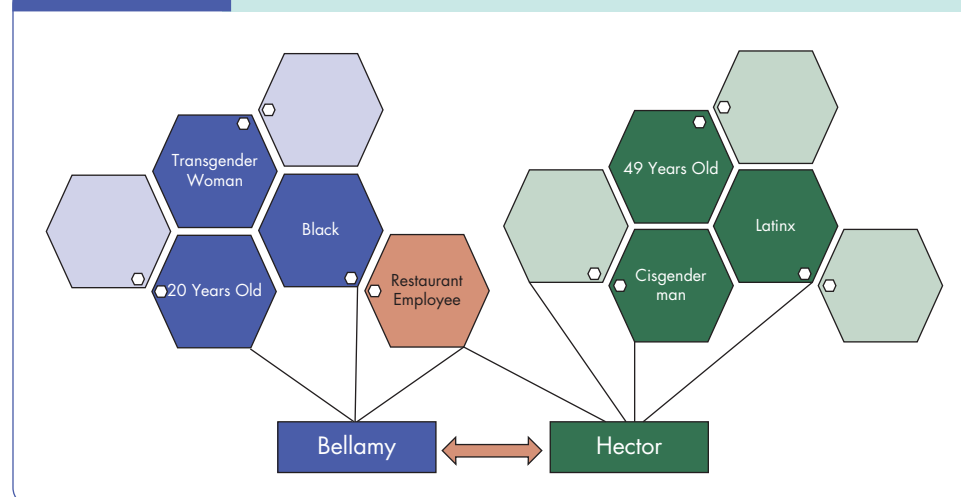 Transgender
Woman
Black
20 Years Old
Restaurant
Employee
49 Years Old
Latinx
Cisgender
man
Bellamy
Hector